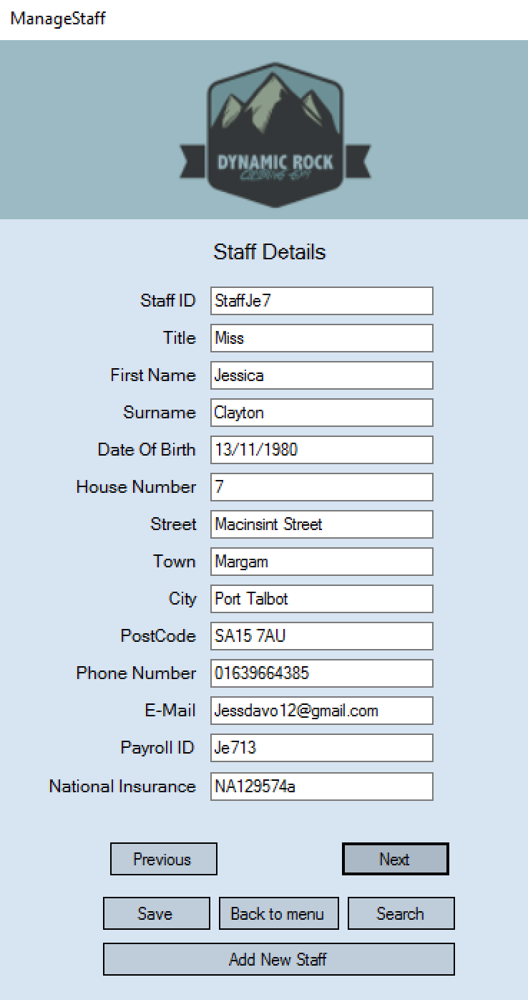 ManageStaff
DYNAMIC ROCK
CLIMBING GYM
Staff Details
Staff ID StaffJe7
Title Miss
First Name Jessica
Surname Clayton
Date Of Birth 13/11/1980
House Number 7
Street Macinsint Street
Town Margam
City Port Talbot
PostCode SA15 7AU
Phone Number 01639664385
E-Mail Jessdavo12@gmail.com
Payroll ID Je713
National Insurance NA129574a
Previous Next
Save Back to menu Search
Add New Staff